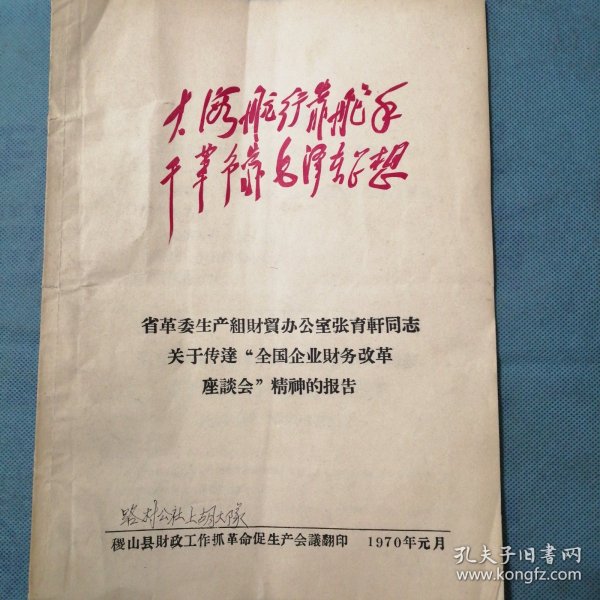 大海航行靠舵手
干革命靠毛泽东思想
省革委生产組財貿办公室张育軒同志
关于传達“全国企业財务改革
座談会”精神的报告
路村公社上胡大队
稷山县財政工作抓革命促生产会議翻印 1970年元月
孔夫子旧书网
www.kongfz.com